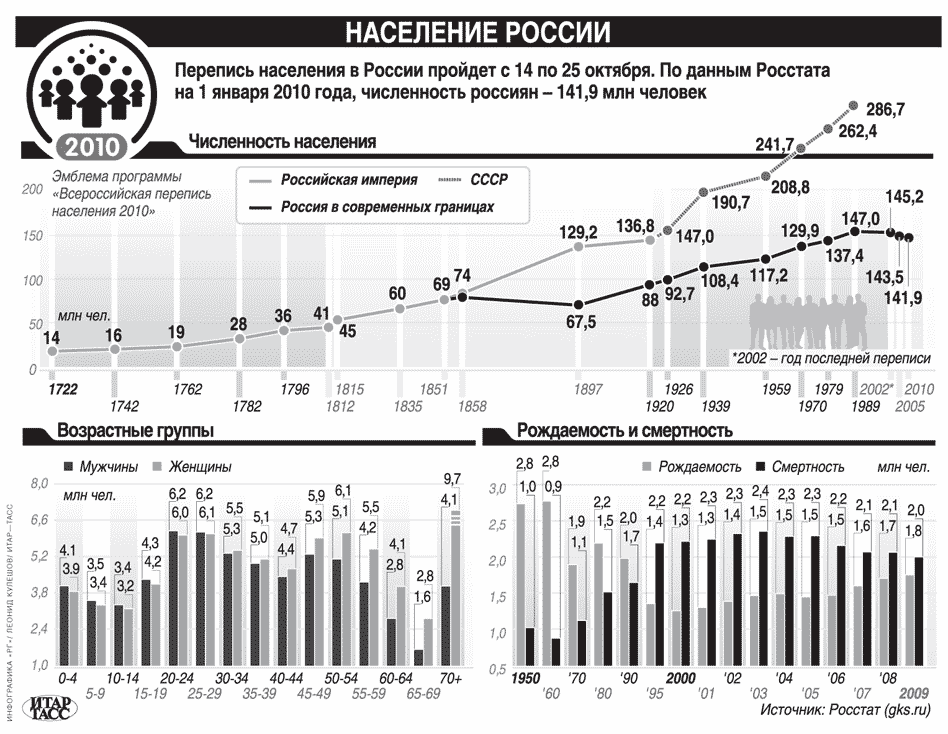 НАСЕЛЕНИЕ РОССИИ
Перепись населения в России пройдет с 14 по 25 октября. По данным Росстата
на 1 января 2010 года, численность россиян – 141,9 млн человек
2010
Численность населения
Эмблема программы
«Всероссийская перепись
населения 2010»
Российская империя
СССР
Россия в современных границах
200
150
100
50
0
млн чел.
14 16 19 28 36 41 45 60 69 74 129,2 136,8
147,0 190,7 208,8 241,7 262,4 286,7
67,5 88 92,7 108,4 117,2 129,9 137,4 147,0 145,2 143,5 141,9
*2002 – год последней переписи
1722 1762 1796 1815 1851 1897 1926 1959 1979 2002* 2010
1742 1782 1812 1835 1858 1920 1939 1970 1989 2005
Возрастные группы
Мужчины Женщины
млн чел.
8,0
6,6
5,2
3,8
2,4
1,0
4,1 3,9
3,5 3,4
3,4 3,2
4,3 4,2
6,2 6,0
6,2 6,1
5,5 5,3
5,1 5,0
4,7 4,4
5,9 5,3
6,1 5,1
5,5 4,2
4,1 2,8
2,8 1,6
9,7 4,1
0-4 10-14 20-24 30-34 40-44 50-54 60-64 70+
5-9 15-19 25-29 35-39 45-49 55-59 65-69
Рождаемость и смертность
Рождаемость Смертность млн чел.
3,0
2,5
2,0
1,5
1,0
0,5
2,8 1,0
2,8 0,9
1,9 1,1
2,2 1,5
2,0 1,7
2,2 1,4
2,2 1,3
2,3 1,3
2,3 1,4
2,4 1,5
2,3 1,5
2,3 1,5
2,2 1,5
2,1 1,6
2,1 1,7
2,0 1,8
1950 '70 '90 2000 '02 '04 '06 '08
'60 '80 '95 '01 '03 '05 '07 2009
Источник: Росстат (gks.ru)
ИНФОГРАФИКА «РГ»/ ЛЕОНИД КУЛЕШОВ/ ИТАР—ТАСС
ИТАР
ТАСС